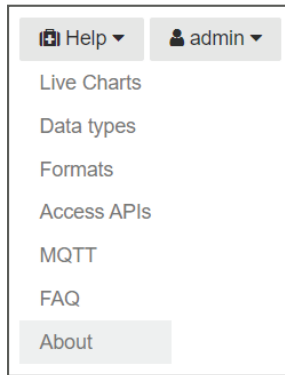 Help admin
Live Charts
Data types
Formats
Access APIs
MQTT
FAQ
About